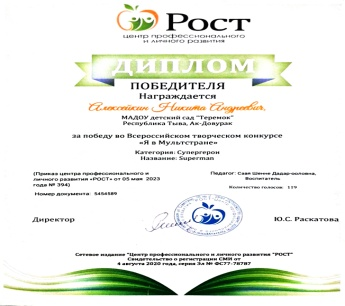 Рост
центр профессионального
и личного развития
ДИПЛОМ
ПОБЕДИТЕЛЯ
Награждается
Алексейкин Никита Андреевич,
МАДОУ детский сад "Теремок"
Республика Тыва, Ак-Довурак
за победу во Всероссийском творческом конкурсе
«Я в Мультстране»
Категория: Супергерои
Название: Superman
(Приказ центра профессионального и
личного развития «РОСТ» от 05 мая 2023
года № 394)
Номер документа: 5454589
Педагог: Саая Шенне Дадар-ооловна,
Воспитатель
Количество голосов: 119
Директор
Ю.С. Раскатова
Сетевое издание "Центр профессионального и личного развития "РОСТ"
Свидетельство о регистрации СМИ от
4 августа 2020 года, серия Эл № ФС77-78787